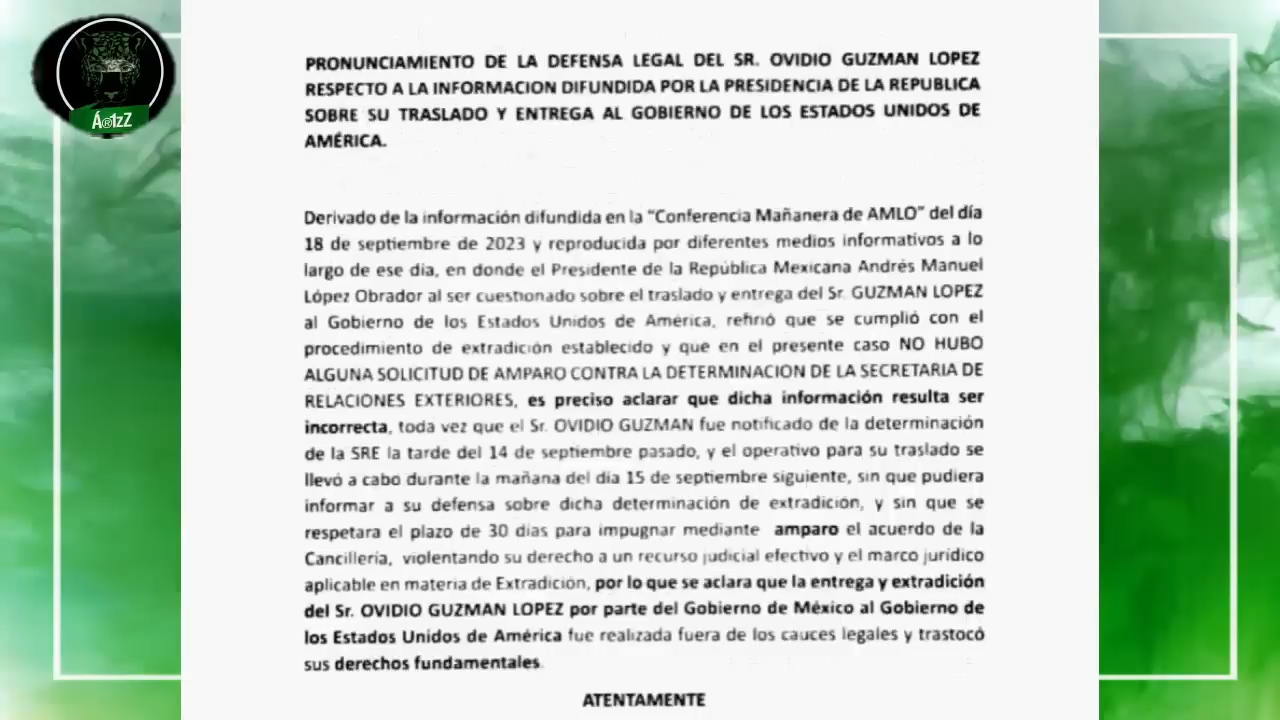 Á®1zZ
PRONUNCIAMIENTO DE LA DEFENSA LEGAL DEL SR. OVIDIO GUZMAN LOPEZ
RESPECTO A LA INFORMACION DIFUNDIDA POR LA PRESIDENCIA DE LA REPUBLICA
SOBRE SU TRASLADO Y ENTREGA AL GOBIERNO DE LOS ESTADOS UNIDOS DE
AMÉRICA.
Derivado de la información difundida en la "Conferencia Mañanera de AMLO" del día
18 de septiembre de 2023 y reproducida por diferentes medios informativos a lo
largo de ese día, en donde el Presidente de la República Mexicana Andrés Manuel
López Obrador al ser cuestionado sobre el traslado y entrega del Sr. GUZMAN LOPEZ
al Gobierno de los Estados Unidos de América, refirió que se cumplió con el
procedimiento de extradición establecido y que en el presente caso NO HUBO
ALGUNA SOLICITUD DE AMPARO CONTRA LA DETERMINACION DE LA SECRETARIA DE
RELACIONES EXTERIORES, es preciso aclarar que dicha información resulta ser
incorrecta, toda vez que el Sr. OVIDIO GUZMAN fue notificado de la determinación
de la SRE la tarde del 14 de septiembre pasado, y el operativo para su traslado se
llevó a cabo durante la mañana del día 15 de septiembre siguiente, sin que pudiera
informar a su defensa sobre dicha determinación de extradición, y sin que se
respetara el plazo de 30 días para impugnar mediante amparo el acuerdo de la
Cancillería, violentando su derecho a un recurso judicial efectivo y el marco jurídico
aplicable en materia de Extradición, por lo que se aclara que la entrega y extradición
del Sr. OVIDIO GUZMAN LOPEZ por parte del Gobierno de México al Gobierno de
los Estados Unidos de América fue realizada fuera de los cauces legales y trastocó
sus derechos fundamentales.
ATENTAMENTE